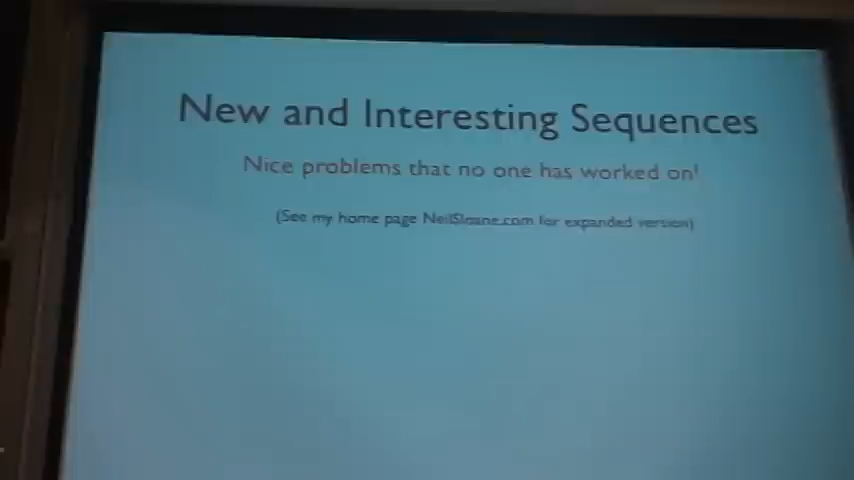 New and Interesting Sequences
Nice problems that no one has worked on!
(See my home page NeilSloane.com for expanded version)